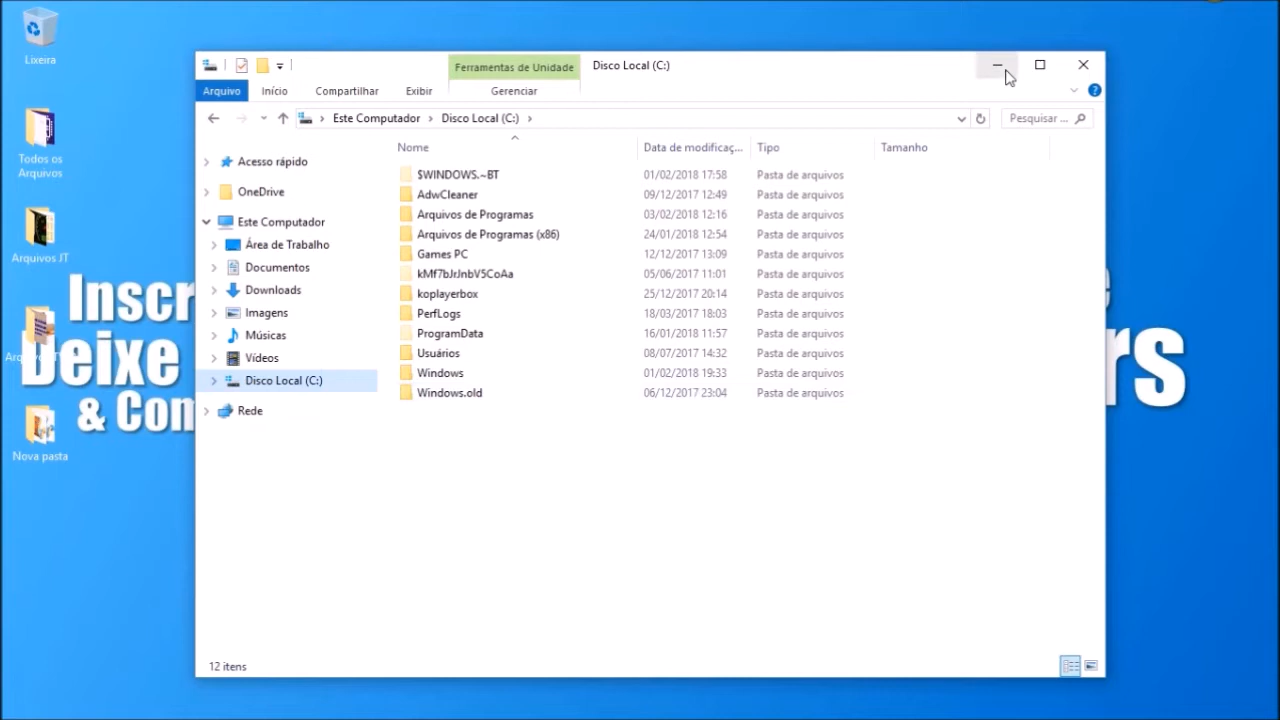 Lixeira
Todos os
Arquivos
Arquivos JT
Nova pasta
Inscr
Deixe
& Com
rs
Ferramentas de Unidade
Disco Local (C:)
Arquivo
Início
Compartilhar
Exibir
Gerenciar
Este Computador
Disco Local (C:)
Pesquisar ...
Acesso rápido
OneDrive
Este Computador
Área de Trabalho
Documentos
Downloads
Imagens
Músicas
Vídeos
Disco Local (C:)
Rede
Nome Data de modificaç... Tipo Tamanho
$WINDOWS.~BT 01/02/2018 17:58 Pasta de arquivos
AdwCleaner 09/12/2017 12:49 Pasta de arquivos
Arquivos de Programas 03/02/2018 12:16 Pasta de arquivos
Arquivos de Programas (x86) 24/01/2018 12:54 Pasta de arquivos
Games PC 12/12/2017 13:09 Pasta de arquivos
kMf7bJrJnbV5CoAa 05/06/2017 11:01 Pasta de arquivos
koplayerbox 25/12/2017 20:14 Pasta de arquivos
PerfLogs 18/03/2017 18:03 Pasta de arquivos
ProgramData 16/01/2018 11:57 Pasta de arquivos
Usuários 08/07/2017 14:32 Pasta de arquivos
Windows 01/02/2018 19:33 Pasta de arquivos
Windows.old 06/12/2017 23:04 Pasta de arquivos
12 itens